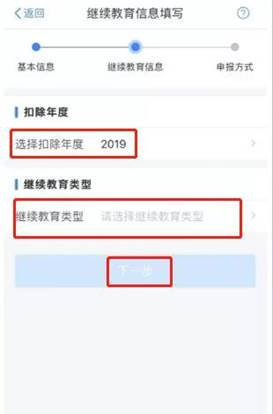 返回 继续教育信息填写
基本信息 继续教育信息 申报方式
扣除年度
选择扣除年度 2019
继续教育类型
继续教育类型 请选择继续教育类型
下一步